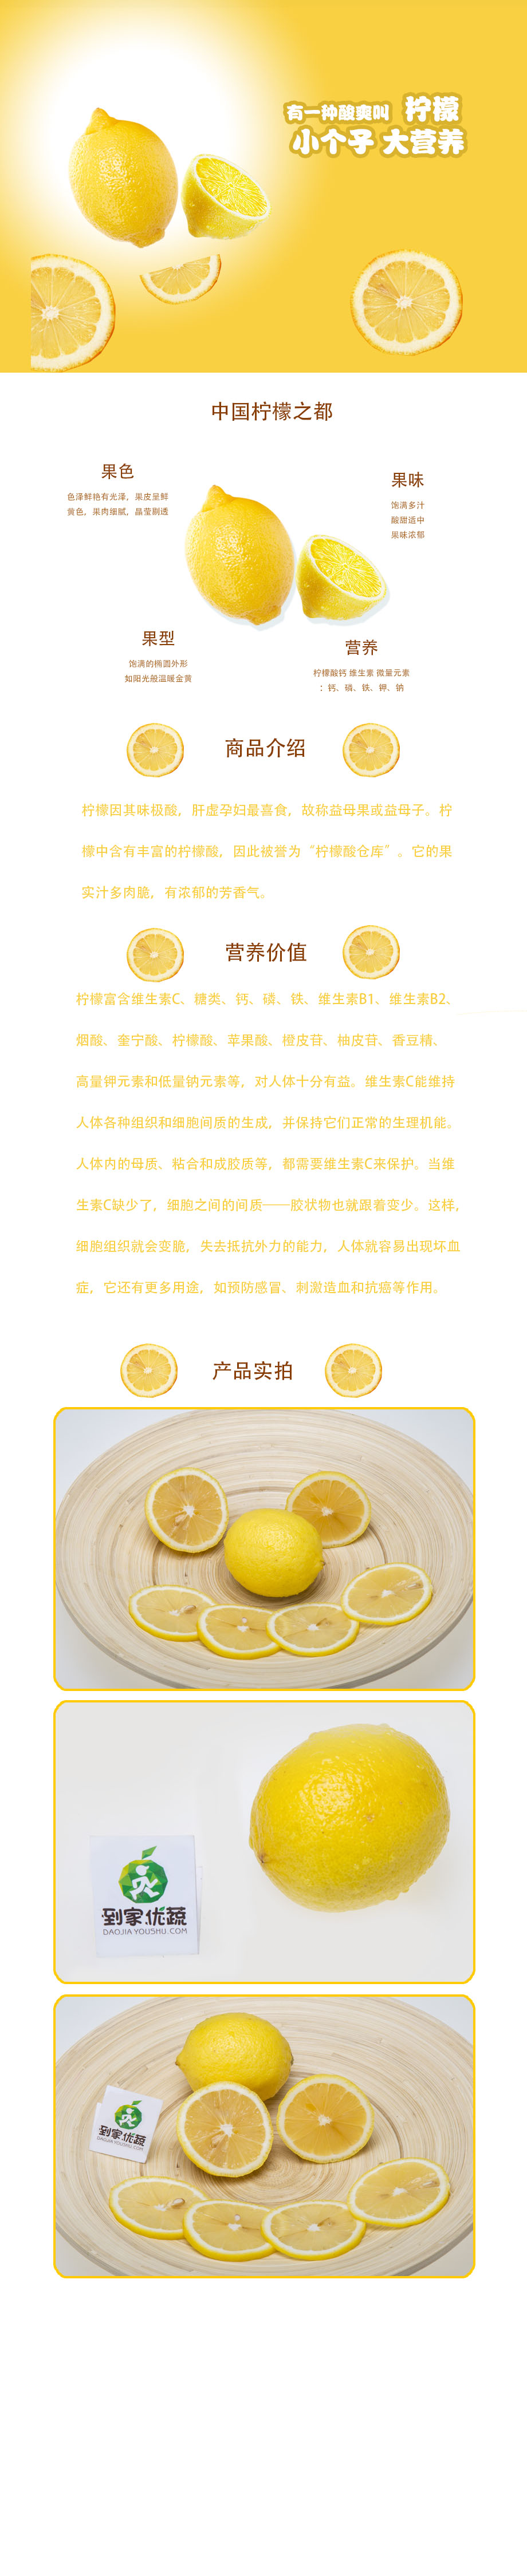 有一种酸爽叫 柠檬
小个子 大营养
中国柠檬之都
果色
色泽鲜艳有光泽，果皮呈鲜
黄色，果肉细腻，晶莹剔透
果味
饱满多汁
酸甜适中
果味浓郁
果型
饱满的椭圆外形
如阳光般温暖金黄
营养
柠檬酸钙 维生素 微量元素
：钙、磷、铁、钾、钠
商品介绍
柠檬因其味极酸，肝虚孕妇最喜食，故称益母果或益母子。柠
檬中含有丰富的柠檬酸，因此被誉为“柠檬酸仓库”。它的果
实汁多肉脆，有浓郁的芳香气。
营养价值
柠檬富含维生素C、糖类、钙、磷、铁、维生素B1、维生素B2、
烟酸、奎宁酸、柠檬酸、苹果酸、橙皮苷、柚皮苷、香豆精、
高量钾元素和低量钠元素等，对人体十分有益。维生素C能维持
人体各种组织和细胞间质的生成，并保持它们正常的生理机能。
人体内的母质、粘合和成胶质等，都需要维生素C来保护。当维
生素C缺少了，细胞之间的间质——胶状物也就跟着变少。这样，
细胞组织就会变脆，失去抵抗外力的能力，人体就容易出现坏血
症，它还有更多用途，如预防感冒、刺激造血和抗癌等作用。
产品实拍
到家优蔬
DAOJIAYOUSHU.COM
到家优蔬
DAOJIAYOUSHU.COM